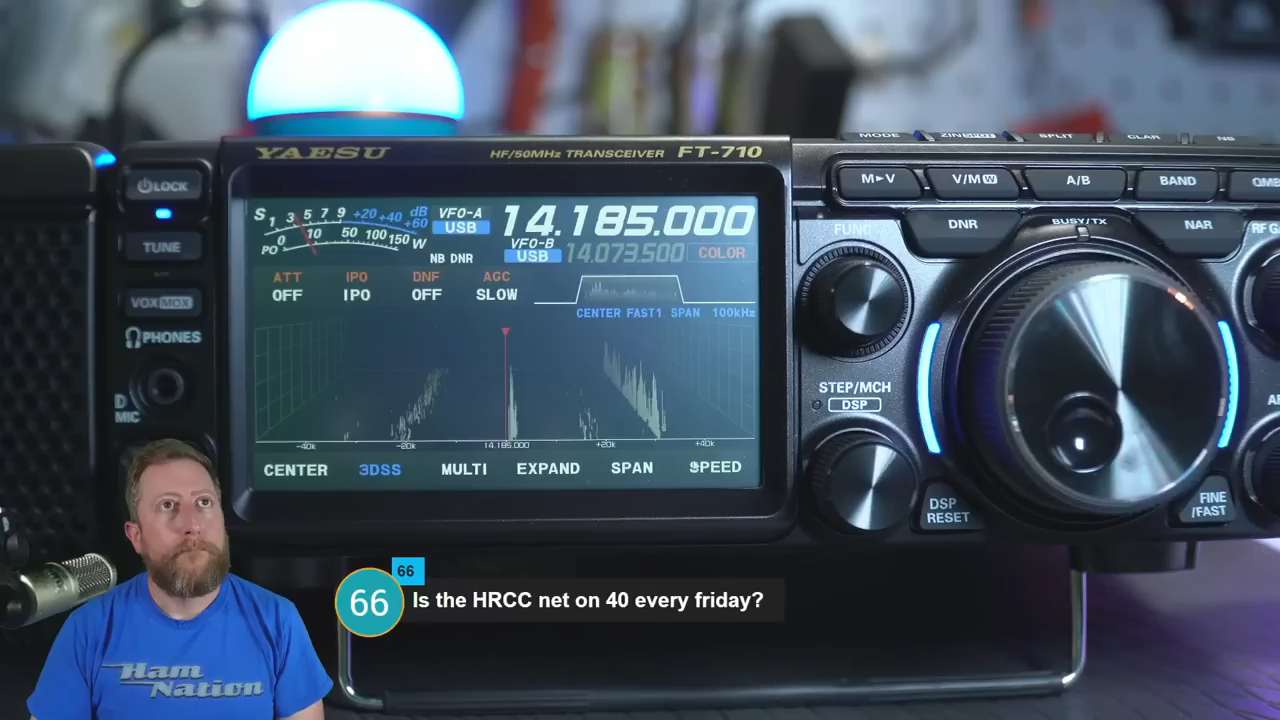 MODE ZIN SPLIT CLAR NB
YAESU HF/50MHz TRANSCEIVER FT-710
LOCK
TUNE
VOX MOX
PHONES
MIC
S 1 3 5 7 9 +20 +40 +60 dB
PO 0 10 50 100 150 W
VFO-A
USB
14.185.000
VFO-B
USB
14.073.500
COLOR
NB DNR
ATT IPO DNF AGC
OFF IPO OFF SLOW
CENTER FAST1 SPAN 100kHz
-40k -20k 14.185.000 +20k +40k
CENTER 3DSS MULTI EXPAND SPAN SPEED
M►V V/M W A/B BAND
DNR BUSY/TX NAR
FUNC
STEP/MCH
DSP
DSP
RESET
FINE
/FAST
Ham
Nation
66
66 Is the HRCC net on 40 every friday?